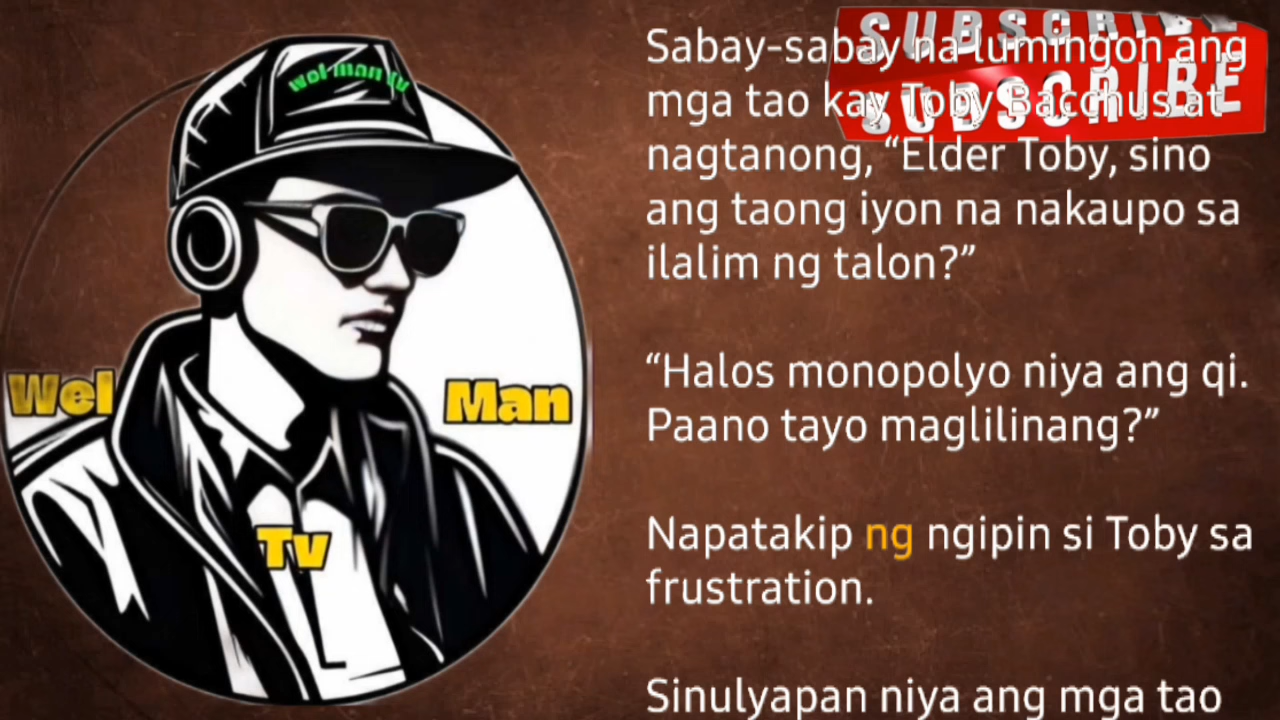 wel man tv
Wel
Man
Tv
SUBSCRIBE
SUBSCRIBE
Sabay-sabay na lumingon ang
mga tao kay Toby Bacchus at
nagtanong, “Elder Toby, sino
ang taong iyon na nakaupo sa
ilalim ng talon?”
“Halos monopolyo niya ang qi.
Paano tayo maglilinang?”
Napatakip ng ngipin si Toby sa
frustration.
Sinulyapan niya ang mga tao